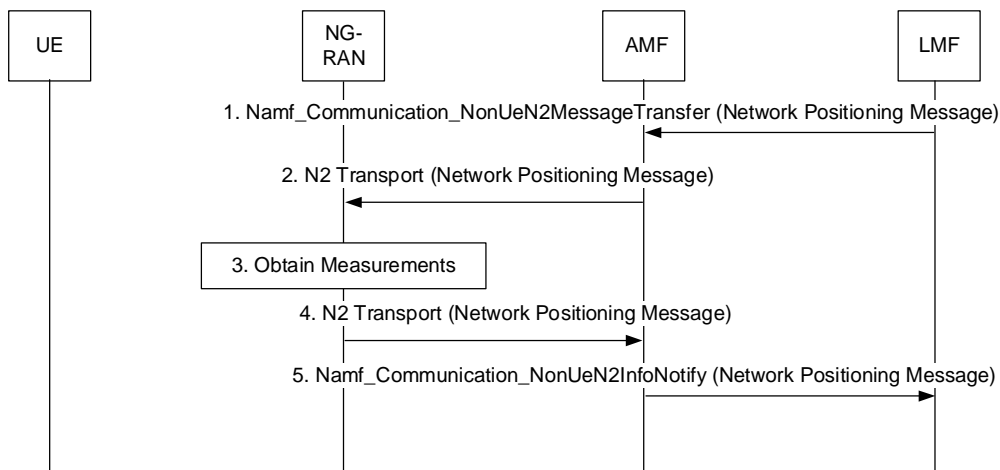 UE
NG-
RAN
AMF
LMF
1. Namf_Communication_NonUeN2MessageTransfer (Network Positioning Message)
2. N2 Transport (Network Positioning Message)
3. Obtain Measurements
4. N2 Transport (Network Positioning Message)
5. Namf_Communication_NonUeN2InfoNotify (Network Positioning Message)